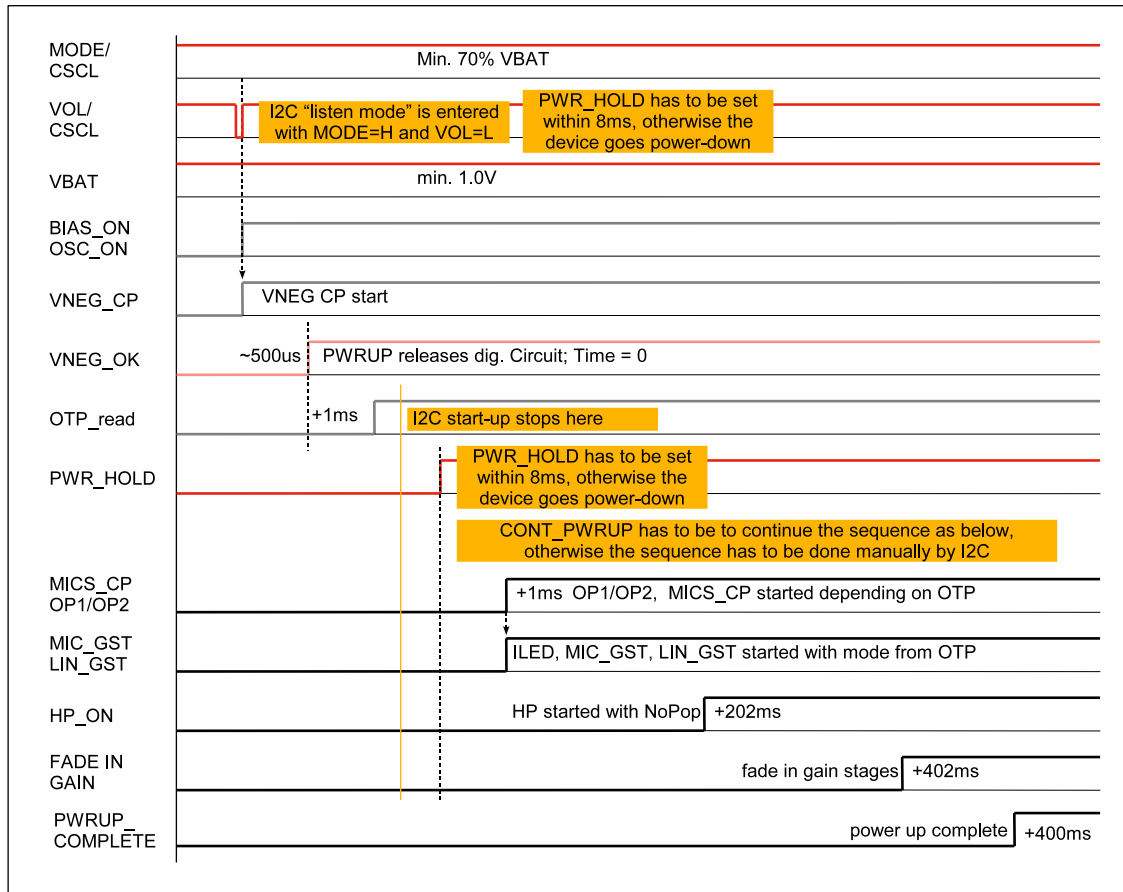 MODE/
CSCL
Min. 70% VBAT
VOL/
CSCL
I2C “listen mode” is entered
with MODE=H and VOL=L
PWR_HOLD has to be set
within 8ms, otherwise the
device goes power-down
VBAT
min. 1.0V
BIAS_ON
OSC_ON
VNEG_CP
VNEG CP start
VNEG_OK
~500us
PWRUP releases dig. Circuit; Time = 0
OTP_read
+1ms
I2C start-up stops here
PWR_HOLD
PWR_HOLD has to be set
within 8ms, otherwise the
device goes power-down
CONT_PWRUP has to be to continue the sequence as below,
otherwise the sequence has to be done manually by I2C
MICS_CP
OP1/OP2
+1ms OP1/OP2, MICS_CP started depending on OTP
MIC_GST
LIN_GST
ILED, MIC_GST, LIN_GST started with mode from OTP
HP_ON
HP started with NoPop
+202ms
FADE IN
GAIN
fade in gain stages
+402ms
PWRUP_
COMPLETE
power up complete
+400ms